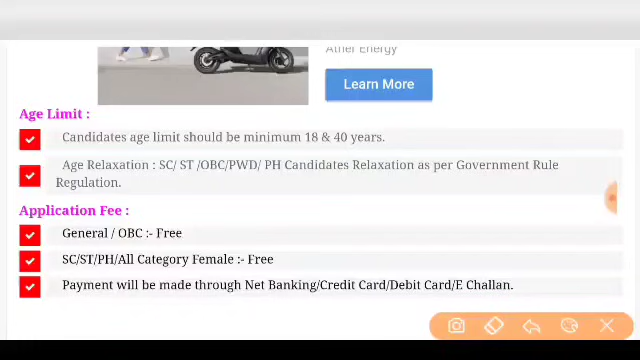 Ather Energy
Learn More
Age Limit :
Candidates age limit should be minimum 18 & 40 years.
Age Relaxation : SC/ ST /OBC/PWD/ PH Candidates Relaxation as per Government Rule
Regulation.
Application Fee :
General / OBC :- Free
SC/ST/PH/All Category Female :- Free
Payment will be made through Net Banking/Credit Card/Debit Card/E Challan.